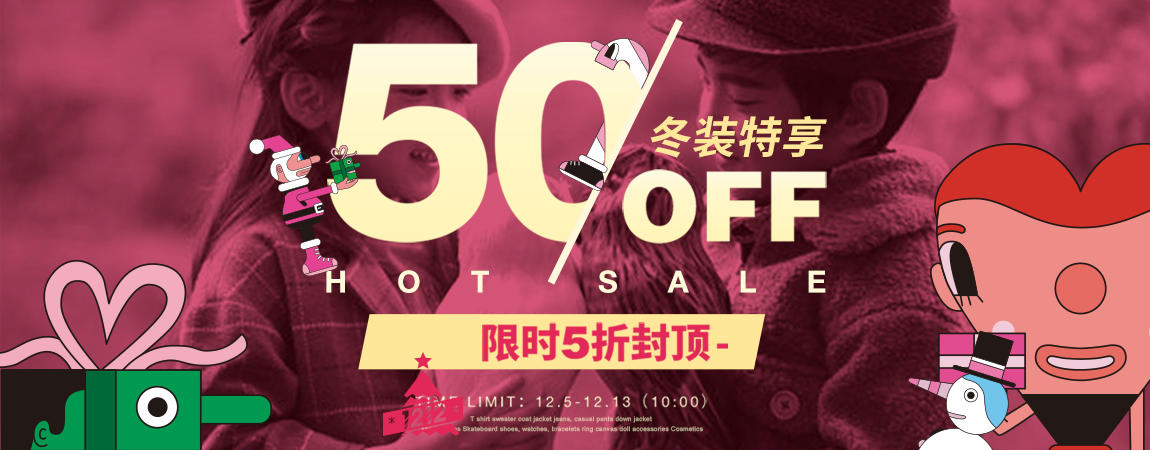 50
冬装特享
OFF
HOT SALE
限时5折封顶-
TIME LIMIT：12.5-12.13（10:00）
T shirt sweater coat jacket jeans, casual pants down jacket
Skateboard shoes, watches, bracelets ring canvas doll accessories Cosmetics